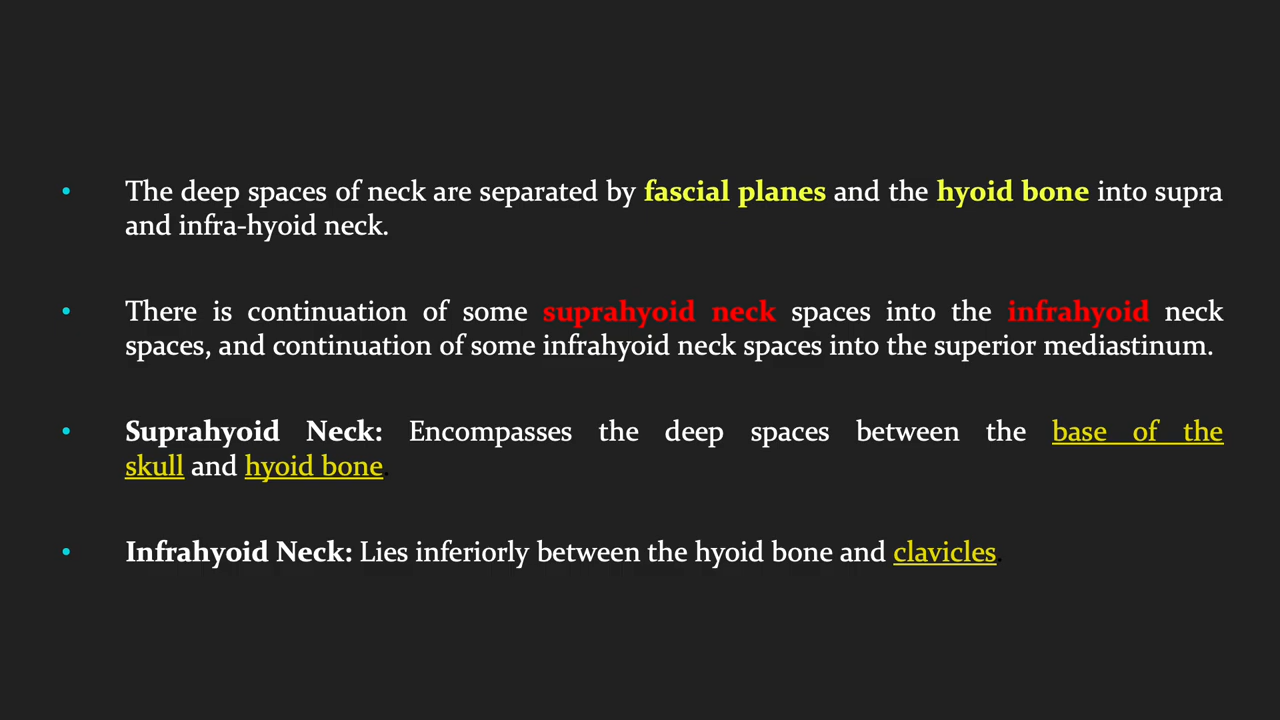 • The deep spaces of neck are separated by fascial planes and the hyoid bone into supra
and infra-hyoid neck.
• There is continuation of some suprahyoid neck spaces into the infrahyoid neck
spaces, and continuation of some infrahyoid neck spaces into the superior mediastinum.
• Suprahyoid Neck: Encompasses the deep spaces between the base of the
skull and hyoid bone.
• Infrahyoid Neck: Lies inferiorly between the hyoid bone and clavicles.